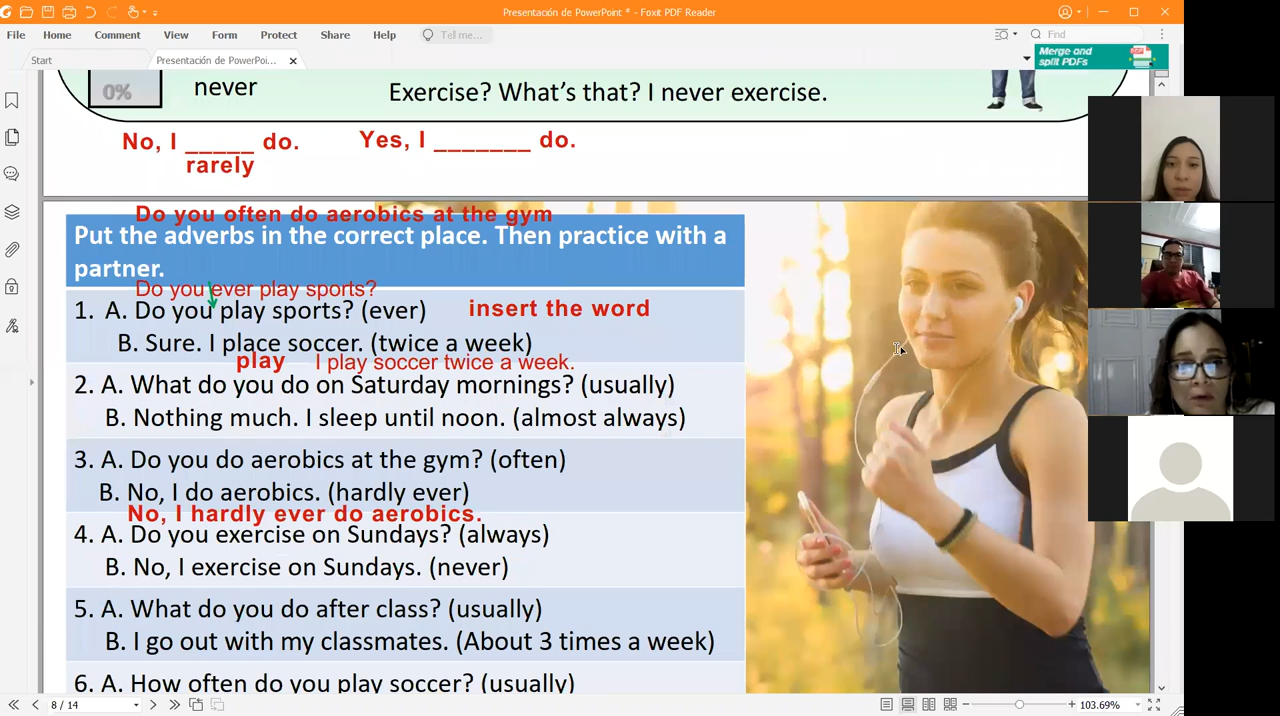 Presentación de PowerPoint * - Foxit PDF Reader
File Home Comment View Form Protect Share Help Tell me... Find
Start Presentación de PowerPoi... Merge and split PDFs
0% never Exercise? What's that? I never exercise.
No, I _____ do. Yes, I _______ do.
rarely
Do you often do aerobics at the gym
Put the adverbs in the correct place. Then practice with a
partner.
Do you ever play sports?
1. A. Do you play sports? (ever) insert the word
B. Sure. I place soccer. (twice a week)
play I play soccer twice a week.
2. A. What do you do on Saturday mornings? (usually)
B. Nothing much. I sleep until noon. (almost always)
3. A. Do you do aerobics at the gym? (often)
B. No, I do aerobics. (hardly ever)
No, I hardly ever do aerobics.
4. A. Do you exercise on Sundays? (always)
B. No, I exercise on Sundays. (never)
5. A. What do you do after class? (usually)
B. I go out with my classmates. (About 3 times a week)
6. A. How often do you play soccer? (usually)
8 / 14 103.69%